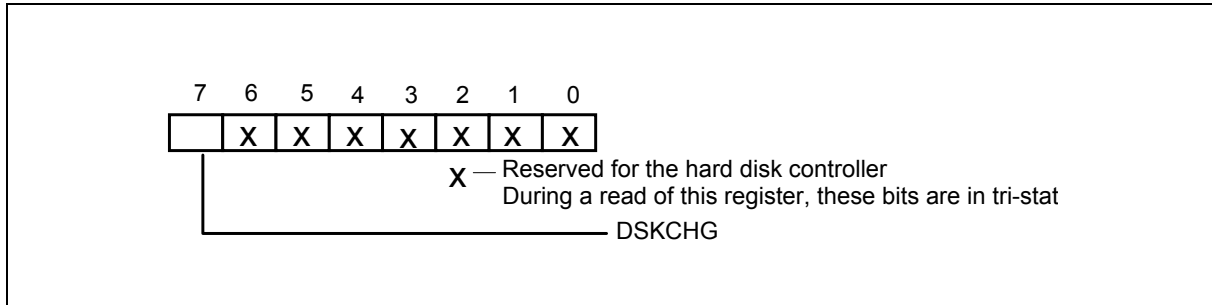 7 6 5 4 3 2 1 0
X X X X X X X
X — Reserved for the hard disk controller
During a read of this register, these bits are in tri-stat
DSKCHG